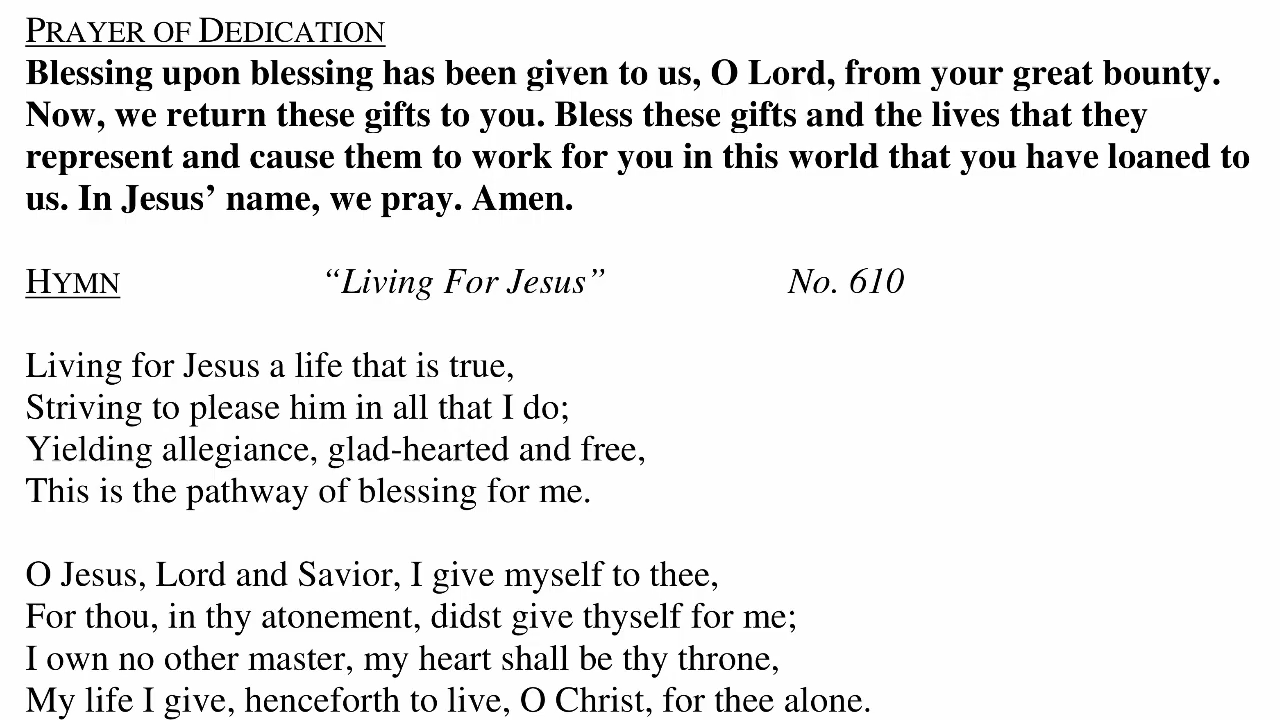 PRAYER OF DEDICATION
Blessing upon blessing has been given to us, O Lord, from your great bounty.
Now, we return these gifts to you. Bless these gifts and the lives that they
represent and cause them to work for you in this world that you have loaned to
us. In Jesus’ name, we pray. Amen.
HYMN “Living For Jesus” No. 610
Living for Jesus a life that is true,
Striving to please him in all that I do;
Yielding allegiance, glad-hearted and free,
This is the pathway of blessing for me.
O Jesus, Lord and Savior, I give myself to thee,
For thou, in thy atonement, didst give thyself for me;
I own no other master, my heart shall be thy throne,
My life I give, henceforth to live, O Christ, for thee alone.